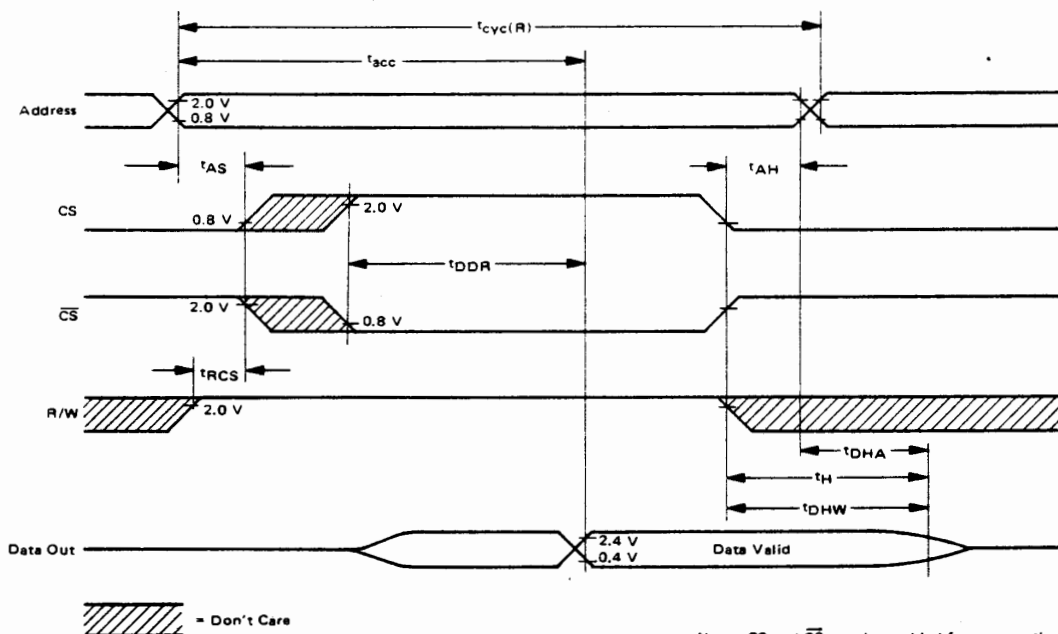 tcyc(R)
tacc
Address
2.0 V
0.8 V
tAS
tAH
CS
0.8 V
2.0 V
tDDR
CS
2.0 V
0.8 V
tRCS
R/W
2.0 V
tDHA
tH
tDHW
Data Out
2.4 V
0.4 V
Data Valid
= Don't Care